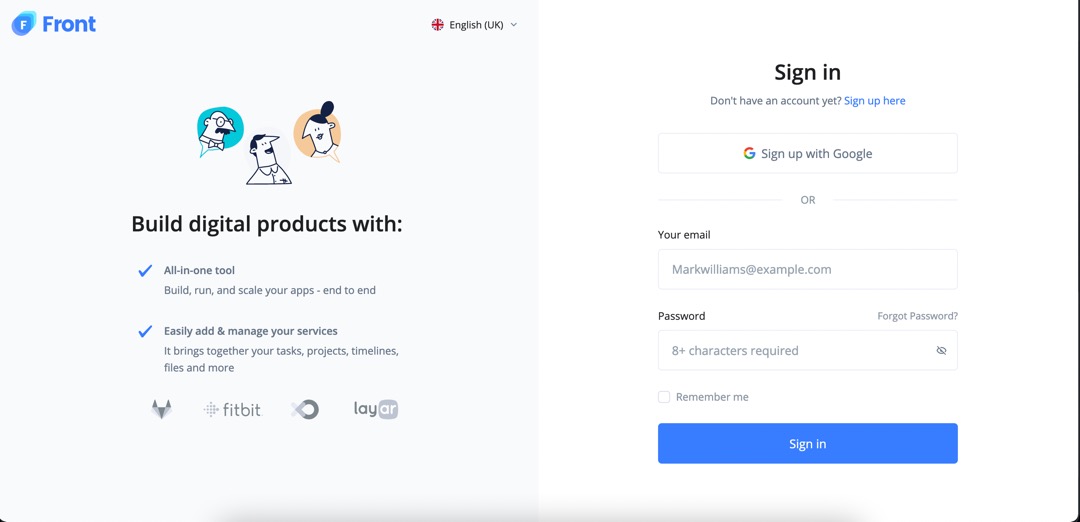 F Front
English (UK)
Build digital products with:
All-in-one tool
Build, run, and scale your apps - end to end
Easily add & manage your services
It brings together your tasks, projects, timelines,
files and more
fitbit
layar
Sign in
Don't have an account yet? Sign up here
Sign up with Google
OR
Your email
Markwilliams@example.com
Password
Forgot Password?
8+ characters required
Remember me
Sign in